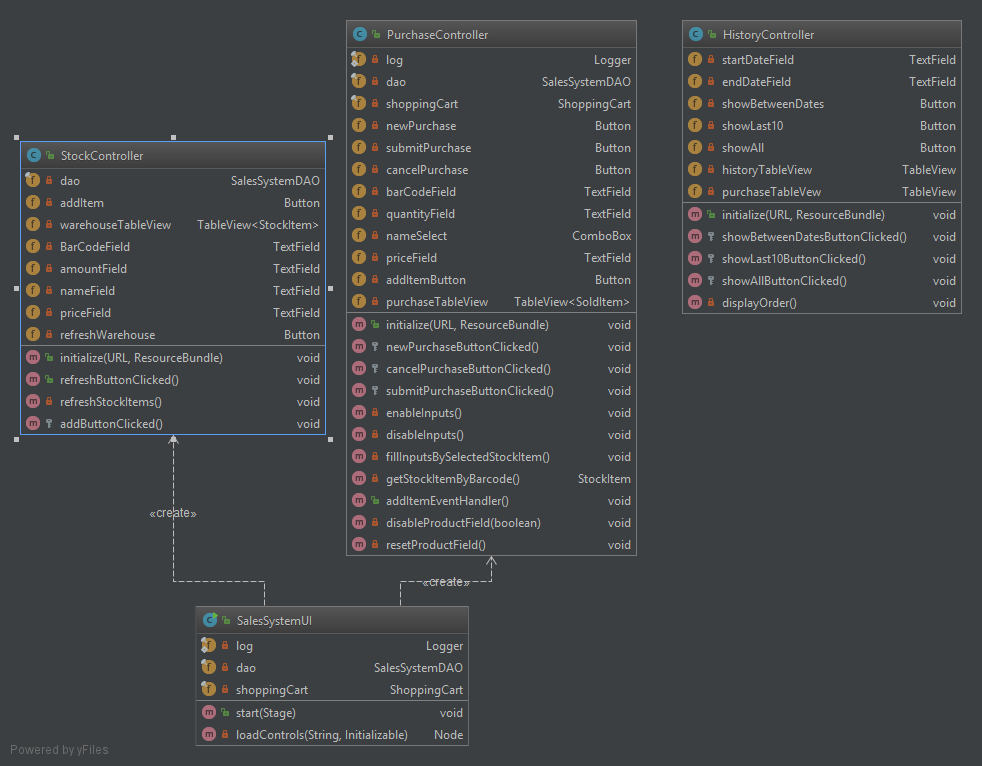 PurchaseController
log Logger
dao SalesSystemDAO
shoppingCart ShoppingCart
newPurchase Button
submitPurchase Button
cancelPurchase Button
barCodeField TextField
quantityField TextField
nameSelect ComboBox
priceField TextField
addItemButton Button
purchaseTableView TableView<SoldItem>
initialize(URL, ResourceBundle) void
newPurchaseButtonClicked() void
cancelPurchaseButtonClicked() void
submitPurchaseButtonClicked() void
enableInputs() void
disableInputs() void
fillInputsBySelectedStockItem() void
getStockItemByBarcode() StockItem
addItemEventHandler() void
disableProductField(boolean) void
resetProductField() void
HistoryController
startDateField TextField
endDateField TextField
showBetweenDates Button
showLast10 Button
showAll Button
historyTableView TableView
purchaseTableVew TableView
initialize(URL, ResourceBundle) void
showBetweenDatesButtonClicked() void
showLast10ButtonClicked() void
showAllButtonClicked() void
displayOrder() void
StockController
dao SalesSystemDAO
addItem Button
warehouseTableView TableView<StockItem>
BarCodeField TextField
amountField TextField
nameField TextField
priceField TextField
refreshWarehouse Button
initialize(URL, ResourceBundle) void
refreshButtonClicked() void
refreshStockItems() void
addButtonClicked() void
«create»
«create»
SalesSystemUI
log Logger
dao SalesSystemDAO
shoppingCart ShoppingCart
start(Stage) void
loadControls(String, Initializable) Node
Powered by yFiles